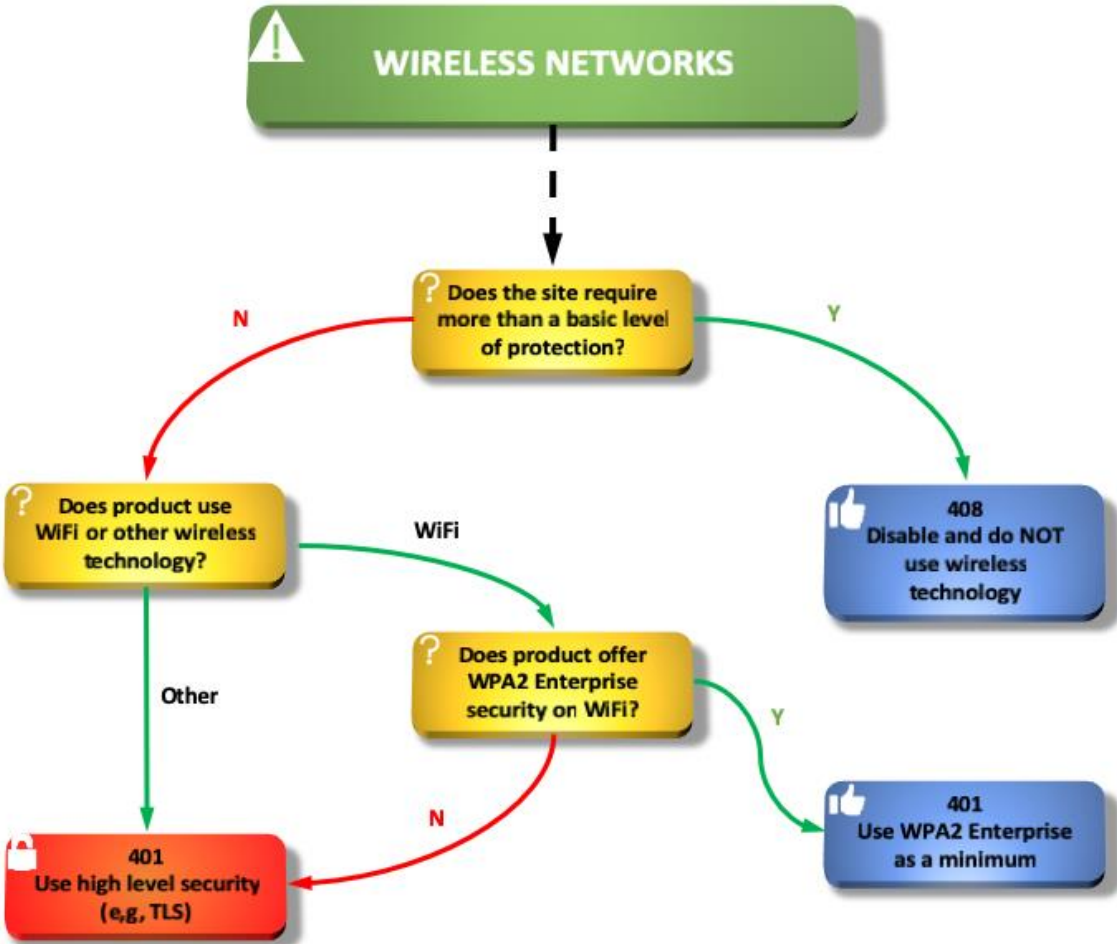 WIRELESS NETWORKS
Does the site require
more than a basic level
of protection?
N
Y
Does product use
WiFi or other wireless
technology?
WiFi
408
Disable and do NOT
use wireless
technology
Does product offer
WPA2 Enterprise
security on WiFi?
Other
Y
N
401
Use WPA2 Enterprise
as a minimum
401
Use high level security
(e,g, TLS)